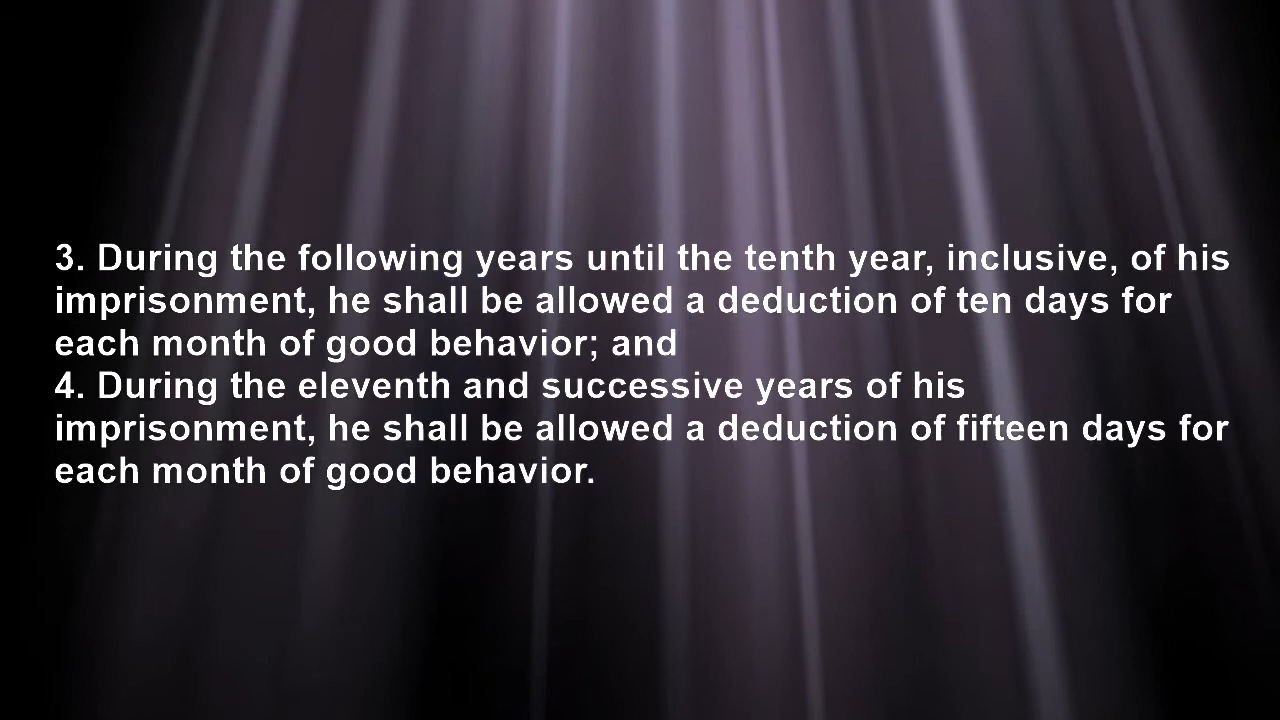 3. During the following years until the tenth year, inclusive, of his
imprisonment, he shall be allowed a deduction of ten days for
each month of good behavior; and
4. During the eleventh and successive years of his
imprisonment, he shall be allowed a deduction of fifteen days for
each month of good behavior.